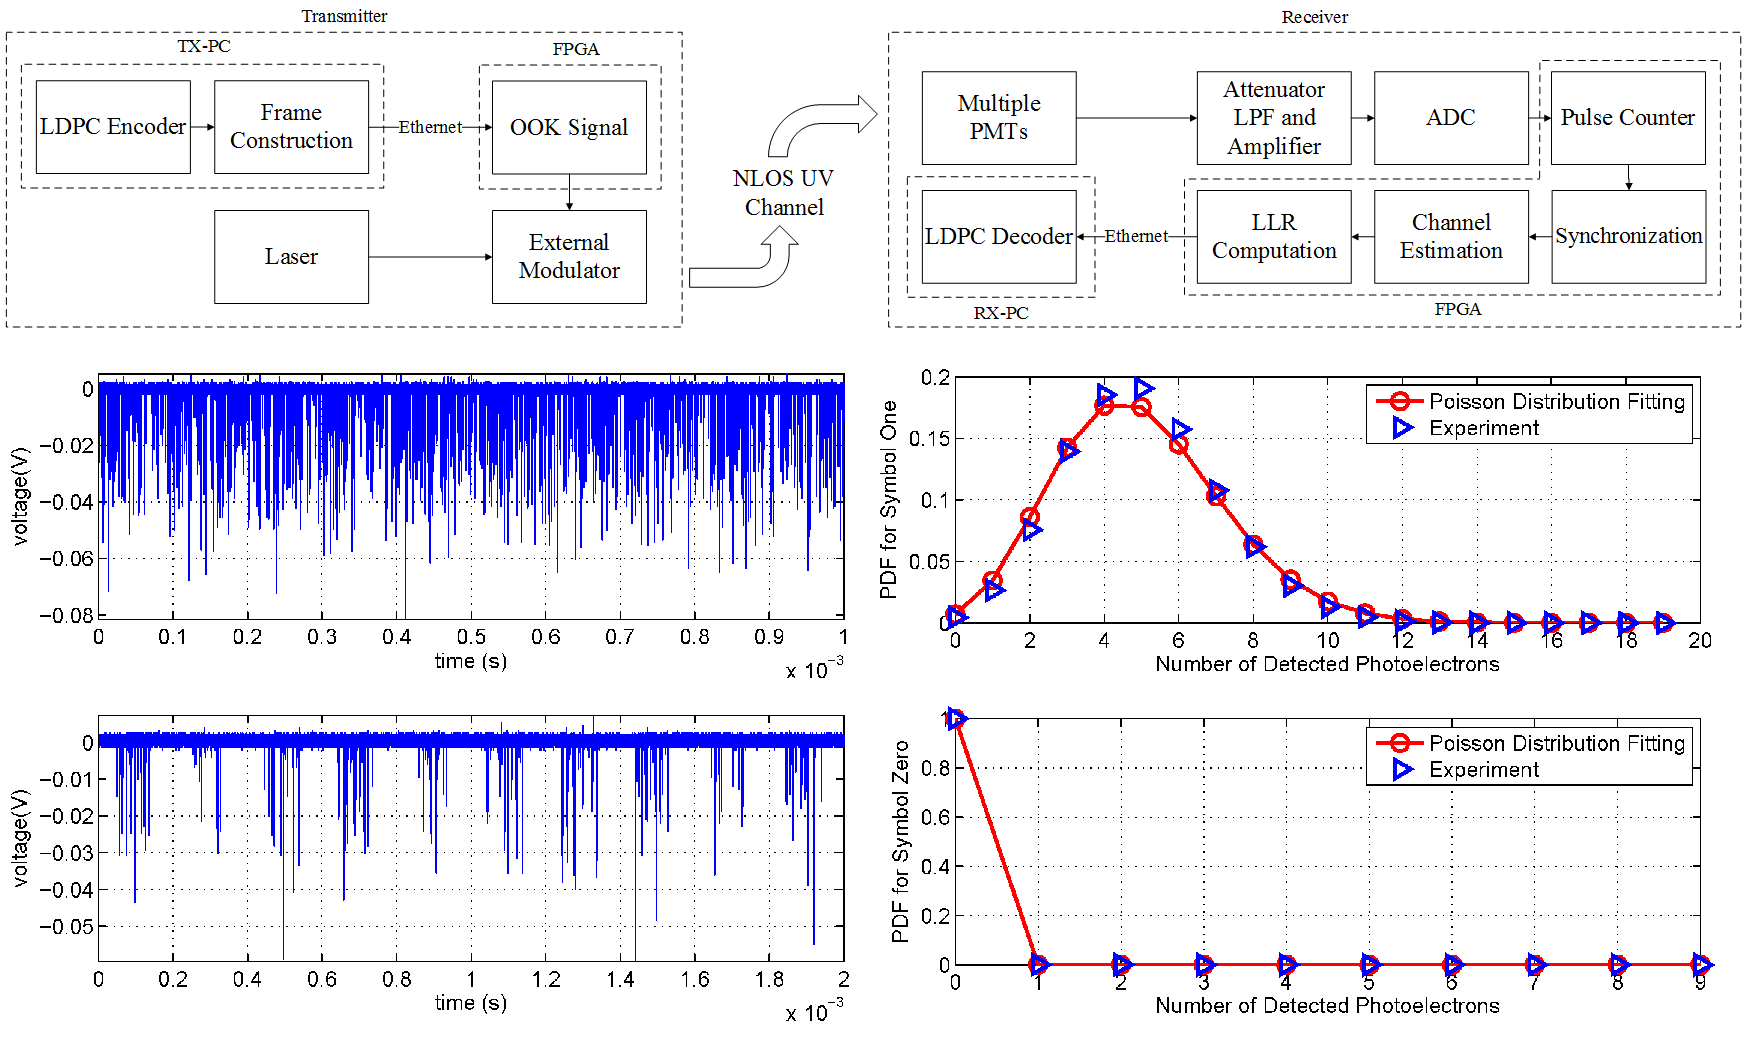 Transmitter
TX-PC
FPGA
LDPC Encoder
Frame
Construction
Ethernet
OOK Signal
Laser
External
Modulator
NLOS UV
Channel
Receiver
Multiple
PMTs
Attenuator
LPF and
Amplifier
ADC
Pulse Counter
LDPC Decoder
Ethernet
LLR
Computation
Channel
Estimation
Synchronization
RX-PC
FPGA
voltage(V)
0
−0.02
−0.04
−0.06
−0.08
0 0.1 0.2 0.3 0.4 0.5 0.6 0.7 0.8 0.9 1
time (s)
x 10⁻³
PDF for Symbol One
0.2
0.15
0.1
0.05
0
Poisson Distribution Fitting
Experiment
0 2 4 6 8 10 12 14 16 18 20
Number of Detected Photoelectrons
voltage(V)
0
−0.01
−0.02
−0.03
−0.04
−0.05
0 0.2 0.4 0.6 0.8 1 1.2 1.4 1.6 1.8 2
time (s)
x 10⁻³
PDF for Symbol Zero
1
0.8
0.6
0.4
0.2
0
Poisson Distribution Fitting
Experiment
0 1 2 3 4 5 6 7 8 9
Number of Detected Photoelectrons